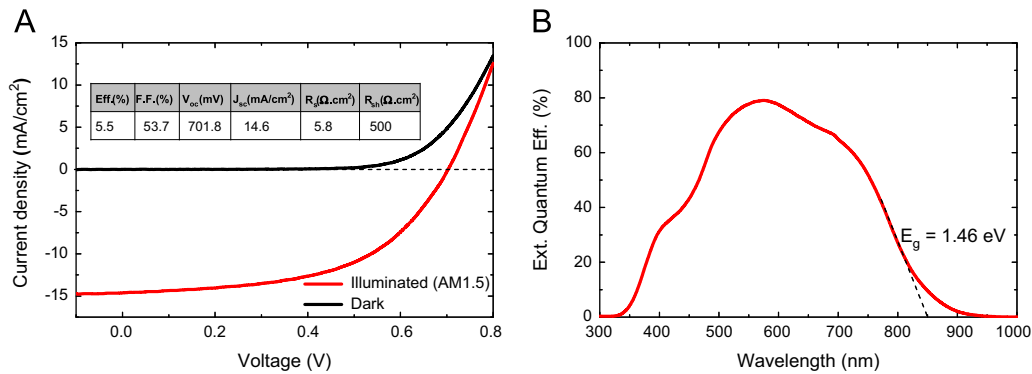 A
Current density (mA/cm²)
15
10
5
0
-5
-10
-15
Eff.(%) F.F.(%) Voc(mV) Jsc(mA/cm²) Rs(Ω.cm²) Rsh(Ω.cm²)
5.5 53.7 701.8 14.6 5.8 500
Illuminated (AM1.5)
Dark
0.0 0.2 0.4 0.6 0.8
Voltage (V)
B
Ext. Quantum Eff. (%)
100
80
60
40
20
0
Eg = 1.46 eV
300 400 500 600 700 800 900 1000
Wavelength (nm)